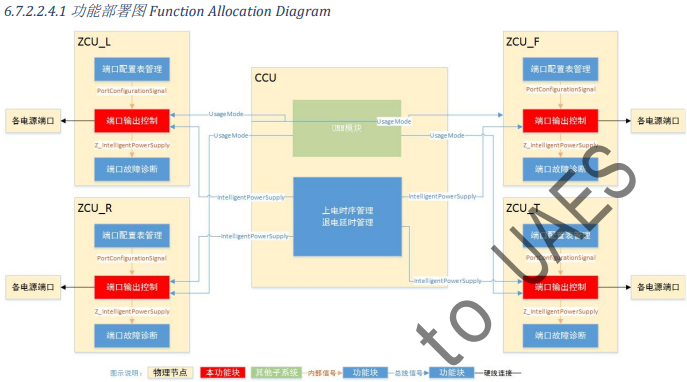 6.7.2.2.4.1 功能部署图 Function Allocation Diagram
ZCU_L
端口配置表管理
PortConfigurationSignal
各电源端口
端口输出控制
Z_IntelligentPowerSupply
端口故障诊断
ZCU_R
端口配置表管理
PortConfigurationSignal
各电源端口
端口输出控制
Z_IntelligentPowerSupply
端口故障诊断
CCU
UsageMode
UsageMode
UsageMode
UsageMode
模块
IntelligentPowerSupply
IntelligentPowerSupply
上电时序管理
退电延时管理
IntelligentPowerSupply
IntelligentPowerSupply
ZCU_F
端口配置表管理
PortConfigurationSignal
端口输出控制
各电源端口
Z_IntelligentPowerSupply
端口故障诊断
ZCU_T
端口配置表管理
PortConfigurationSignal
端口输出控制
各电源端口
Z_IntelligentPowerSupply
端口故障诊断
to UAES
图示说明：
物理节点
本功能块
其他子系统
内部信号
功能块
总线信号
功能块
硬线连接